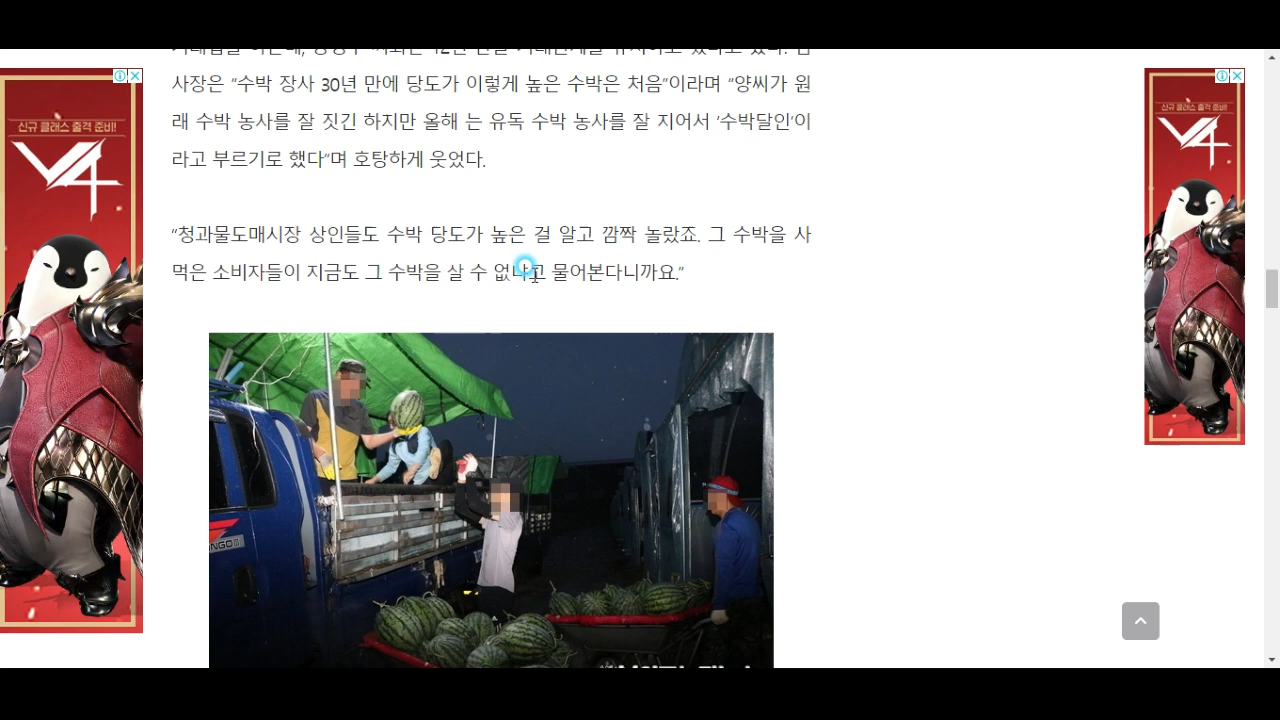 사장은 “수박 장사 30년 만에 당도가 이렇게 높은 수박은 처음”이라며 “양씨가 원
래 수박 농사를 잘 짓긴 하지만 올해 는 유독 수박 농사를 잘 지어서 ‘수박달인’이
라고 부르기로 했다”며 호탕하게 웃었다.
“청과물도매시장 상인들도 수박 당도가 높은 걸 알고 깜짝 놀랐죠. 그 수박을 사
먹은 소비자들이 지금도 그 수박을 살 수 없냐고 물어본다니까요.”
신규 클래스 출격 준비!
V4
신규 클래스 출격 준비!
V4